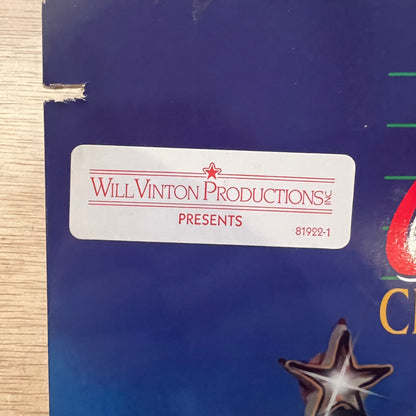 WILL VINTON PRODUCTIONS INC
PRESENTS
81922-1